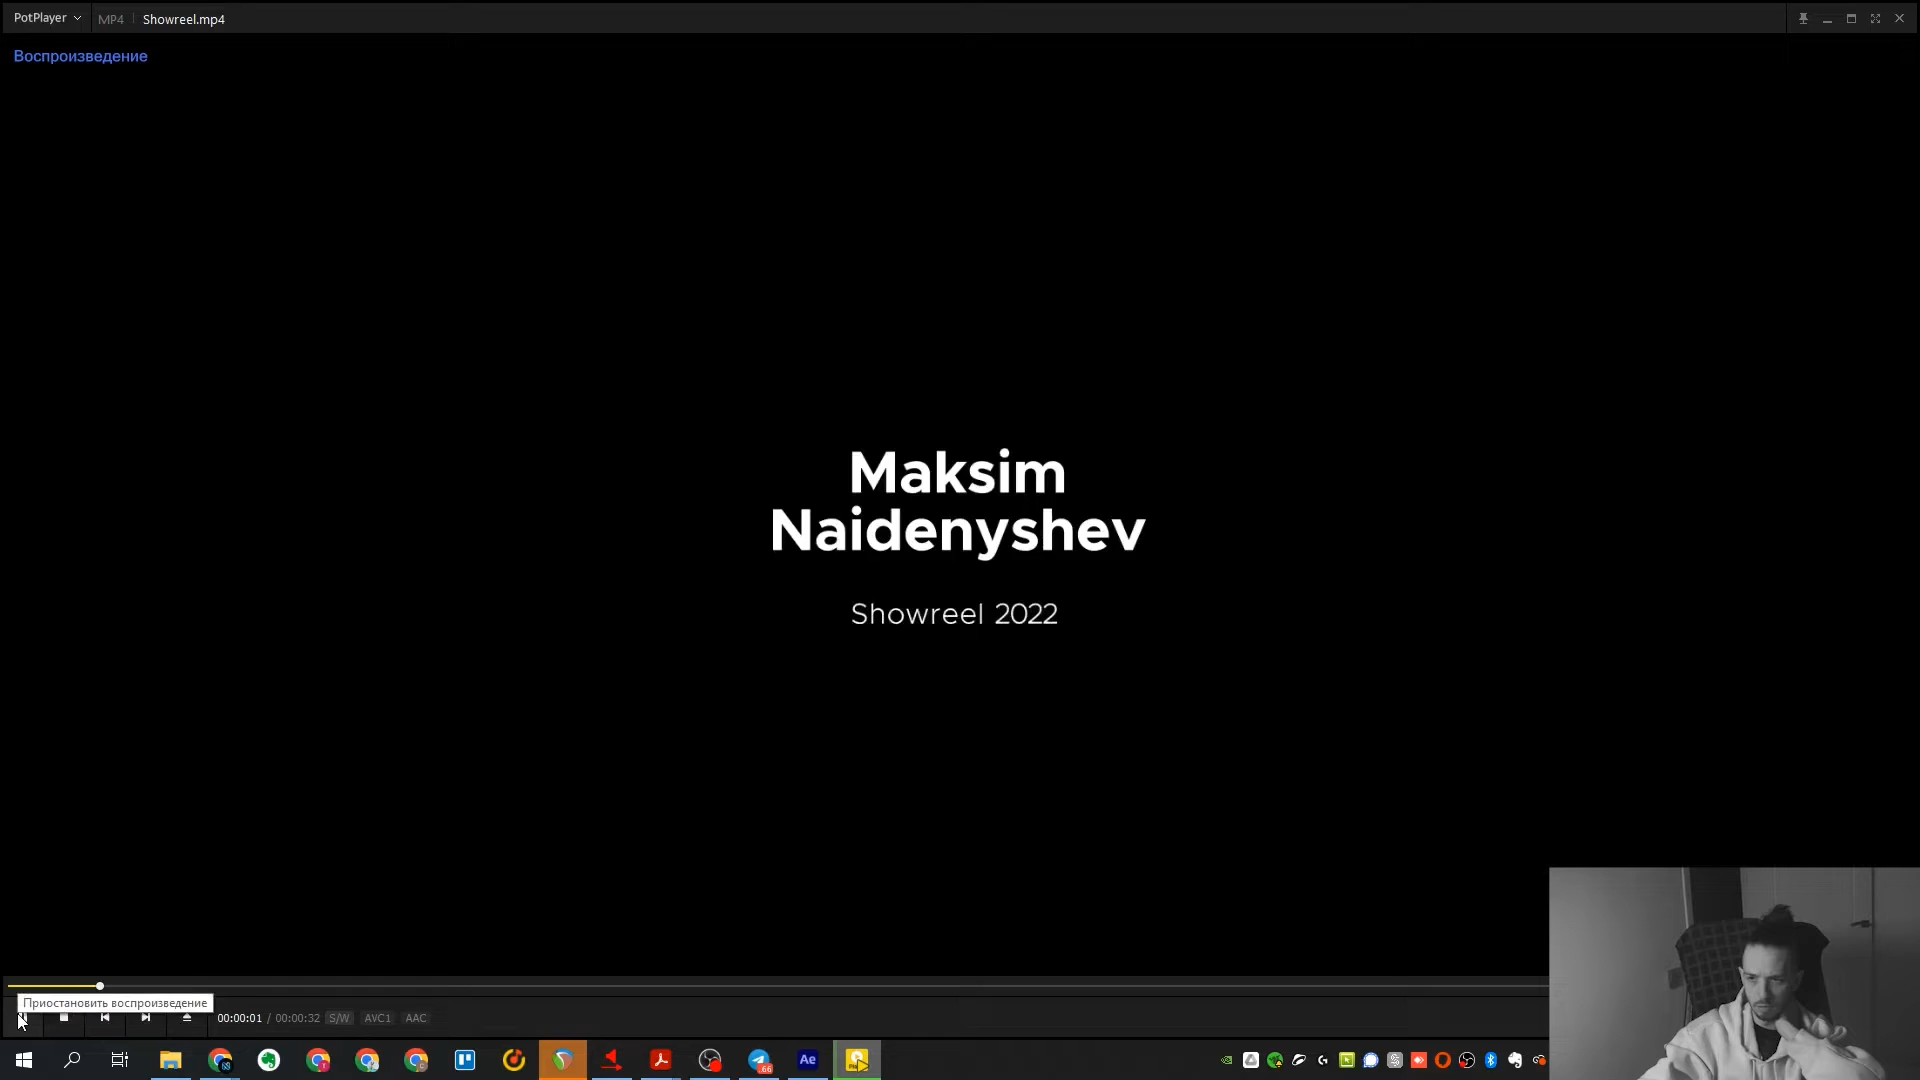 PotPlayer MP4 Showreel.mp4
Воспроизведение
Maksim
Naidenyshev
Showreel 2022
Приостановить воспроизведение
00:00:01 / 00:00:32 S/W AVC1 AAC
66
Ae